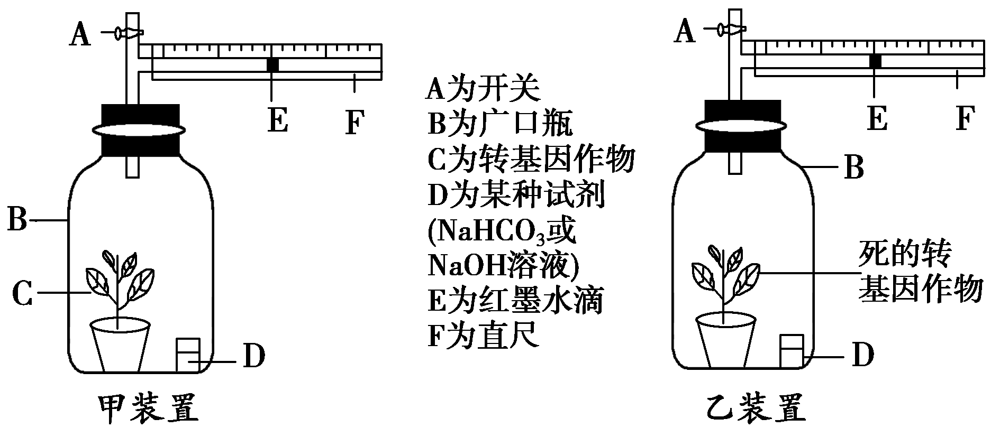 A
E
F
B
C
D
甲装置
A为开关
B为广口瓶
C为转基因作物
D为某种试剂
(NaHCO₃或
NaOH溶液)
E为红墨水滴
F为直尺
A
E
F
B
死的转
基因作物
D
乙装置